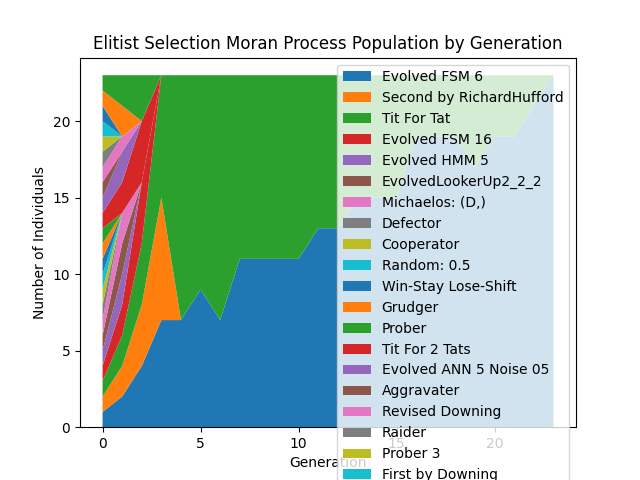 Elitist Selection Moran Process Population by Generation
Number of Individuals
20
15
10
5
0
0
5
10
15
20
Generation
Evolved FSM 6
Second by RichardHufford
Tit For Tat
Evolved FSM 16
Evolved HMM 5
EvolvedLookerUp2_2_2
Michaelos: (D,)
Defector
Cooperator
Random: 0.5
Win-Stay Lose-Shift
Grudger
Prober
Tit For 2 Tats
Evolved ANN 5 Noise 05
Aggravater
Revised Downing
Raider
Prober 3
First by Downing